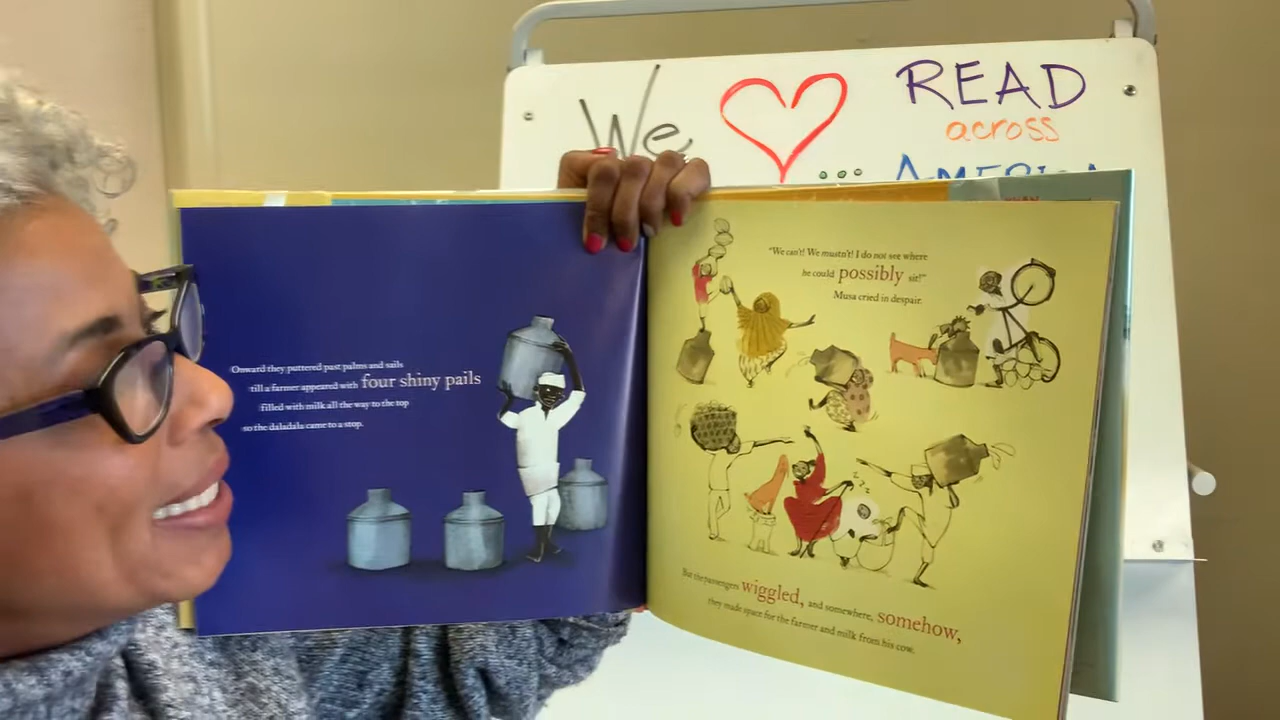 We
READ
across
AMERICA
Onward they puttered past palms and sails
till a farmer appeared with four shiny pails
filled with milk all the way to the top
so the daladala came to a stop.
"We can't! We mustn't! I do not see where
he could possibly sit!"
Musa cried in despair.
zzz
But the passengers wiggled, and somewhere, somehow,
they made space for the farmer and milk from his cow.